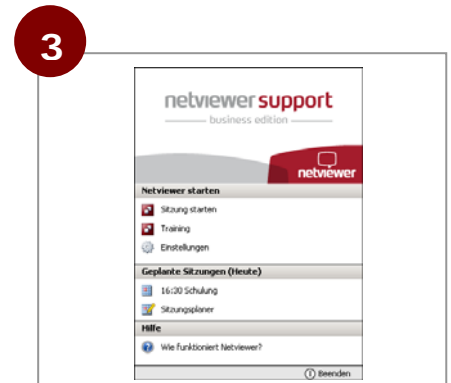 3
netviewer support
business edition
netviewer
Netviewer starten
Sitzung starten
Training
Einstellungen
Geplante Sitzungen (Heute)
16:30 Schulung
Sitzungsplaner
Hilfe
Wie funktioniert Netviewer?
Beenden